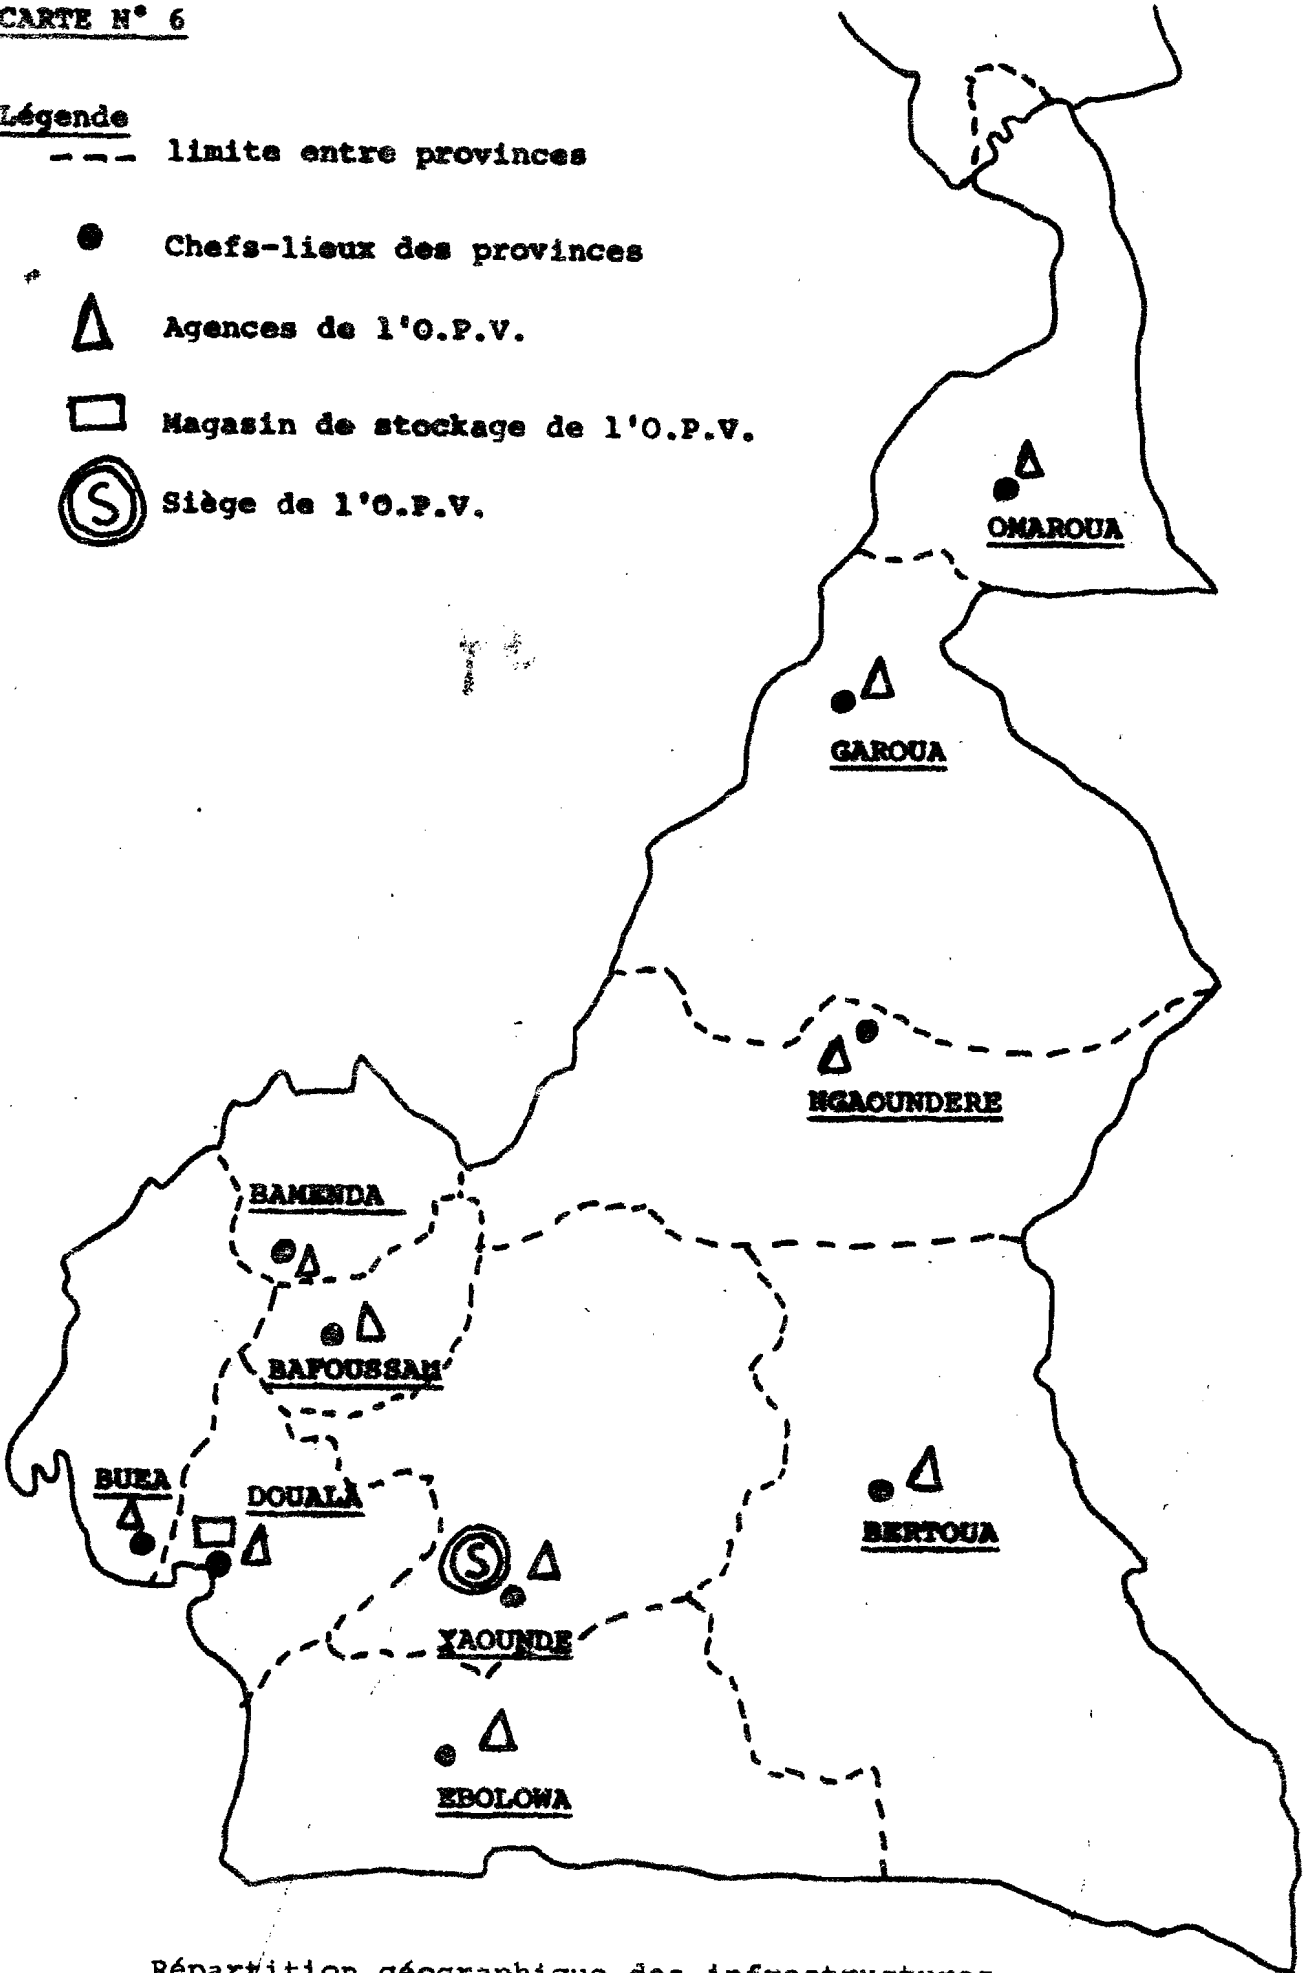 CARTE N° 6
Légende
limite entre provinces
Chefs-lieux des provinces
Agences de l'O.P.V.
Magasin de stockage de l'O.P.V.
S Siège de l'O.P.V.
OMAROUA
GAROUA
NGAOUNDERE
BAMENDA
BAFOUSSAM
BUEA
DOUALA
BERTOUA
S
YAOUNDE
EBOLOWA
Répartition géographique des infrastructures